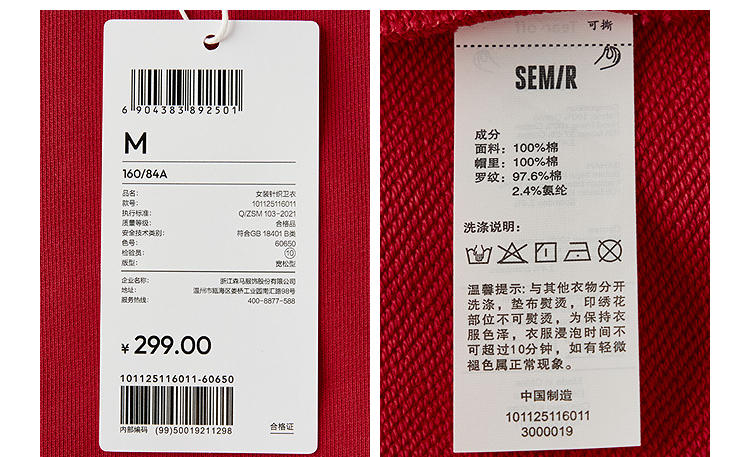 6 904383 892501
M
160/84A
品名: 女装针织卫衣
款号: 101125116011
执行标准: Q/ZSM 103-2021
质量等级: 合格品
安全技术类别: 符合GB 18401 B类
色号: 60650
检验员: 10
版型: 宽松型
企业名称: 浙江森马服饰股份有限公司
地址: 温州市瓯海区娄桥工业园南汇路98号
服务热线: 400-8877-588
¥ 299.00
101125116011-60650
内部编码 (99)50019211298
合格证
可撕
SEMIR
成分
面料: 100%棉
帽里: 100%棉
罗纹: 97.6%棉
2.4%氨纶
洗涤说明:
温馨提示: 与其他衣物分开
洗涤, 垫布熨烫, 印绣花
部位不可熨烫, 为保持衣
服色泽, 衣服浸泡时间不
可超过10分钟, 如有轻微
褪色属正常现象。
中国制造
101125116011
3000019